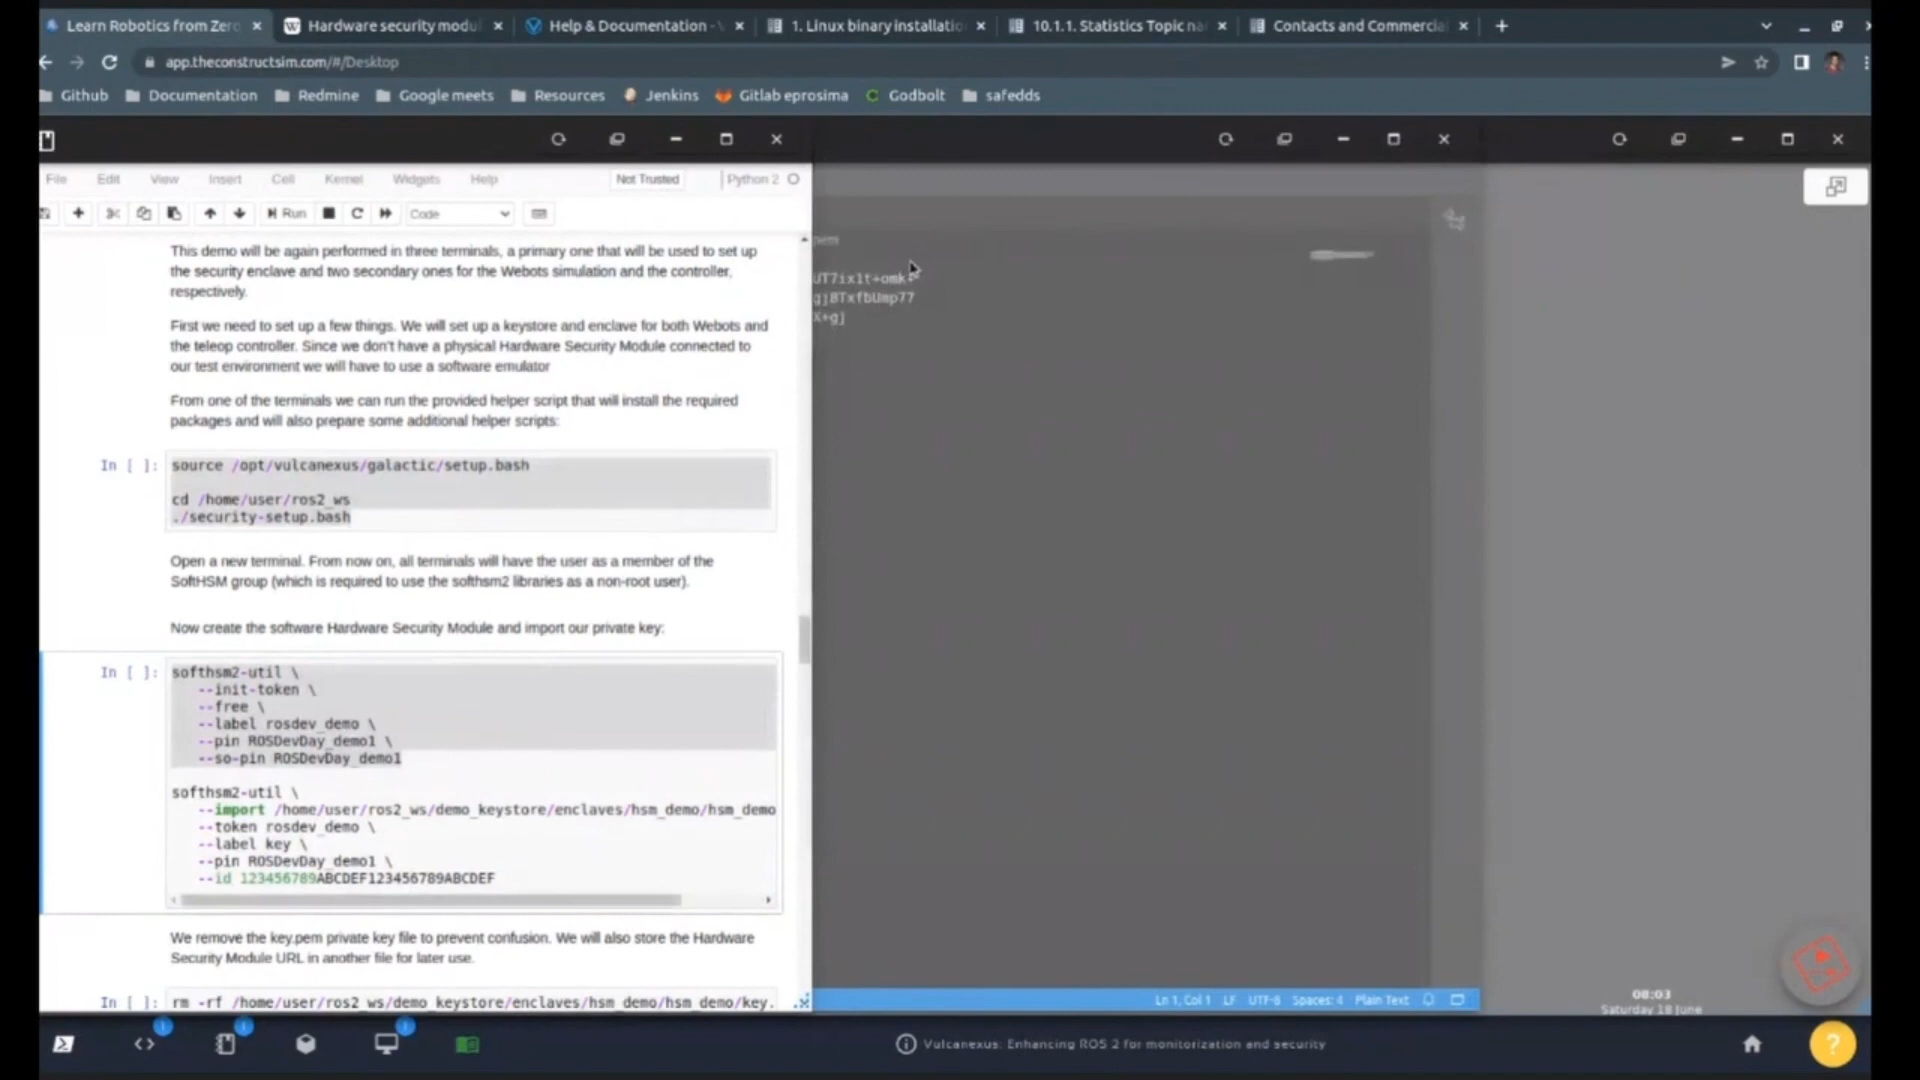 Learn Robotics from Zero
Hardware security modul
Help & Documentation - V
1. Linux binary installatio
10.1.1. Statistics Topic na
Contacts and Commercia
app.theconstructsim.com/#/Desktop
Github
Documentation
Redmine
Google meets
Resources
Jenkins
Gitlab eprosima
Godbolt
safedds
File
Edit
View
Insert
Cell
Kernel
Widgets
Help
Not Trusted
Python 2
Run
Code
This demo will be again performed in three terminals, a primary one that will be used to set up
the security enclave and two secondary ones for the Webots simulation and the controller,
respectively.
First we need to set up a few things. We will set up a keystore and enclave for both Webots and
the teleop controller. Since we don't have a physical Hardware Security Module connected to
our test environment we will have to use a software emulator
From one of the terminals we can run the provided helper script that will install the required
packages and will also prepare some additional helper scripts:
In [ ]:
source /opt/vulcanexus/galactic/setup.bash
cd /home/user/ros2_ws
./security-setup.bash
Open a new terminal. From now on, all terminals will have the user as a member of the
SoftHSM group (which is required to use the softhsm2 libraries as a non-root user).
Now create the software Hardware Security Module and import our private key:
In [ ]:
softhsm2-util \
--init-token \
--free \
--label rosdev_demo \
--pin ROSDevDay_demo1 \
--so-pin ROSDevDay_demo1
softhsm2-util \
--import /home/user/ros2_ws/demo_keystore/enclaves/hsm_demo/hsm_demo
--token rosdev_demo \
--label key \
--pin ROSDevDay_demo1 \
--id 123456789ABCDEF123456789ABCDEF
We remove the key.pem private key file to prevent confusion. We will also store the Hardware
Security Module URL in another file for later use.
In [ ]:
rm -rf /home/user/ros2_ws/demo_keystore/enclaves/hsm_demo/hsm_demo/key.
pem
UT7ix1t+omk+
gj8TxfbUmp77
X+gj
Ln 1, Col 1
LF
UTF-8
Spaces: 4
Plain Text
08:03
Saturday 18 June
Vulcanexus: Enhancing ROS 2 for monitorization and security
?